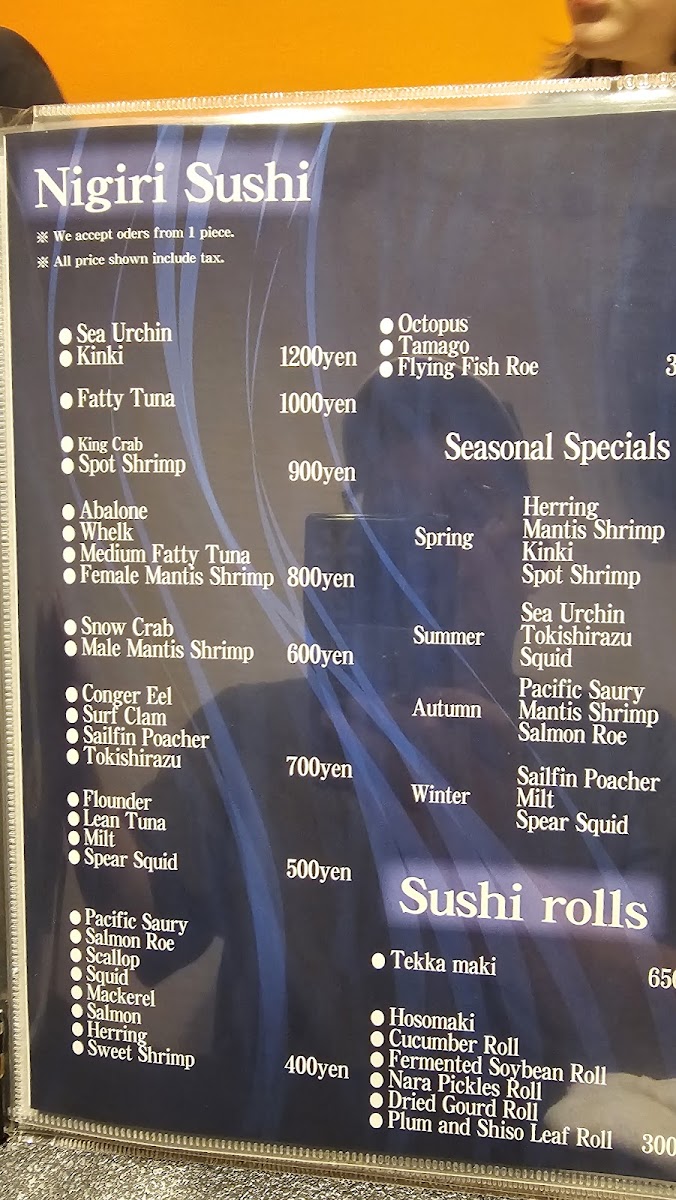 Nigiri Sushi
※ We accept oders from 1 piece.
※ All price shown include tax.
● Sea Urchin
● Kinki 1200yen
● Fatty Tuna 1000yen
● King Crab
● Spot Shrimp 900yen
● Abalone
● Whelk
● Medium Fatty Tuna
● Female Mantis Shrimp 800yen
● Snow Crab
● Male Mantis Shrimp 600yen
● Conger Eel
● Surf Clam
● Sailfin Poacher
● Tokishirazu 700yen
● Flounder
● Lean Tuna
● Milt
● Spear Squid 500yen
● Pacific Saury
● Salmon Roe
● Scallop
● Squid
● Mackerel
● Salmon
● Herring
● Sweet Shrimp 400yen
● Octopus
● Tamago
● Flying Fish Roe 3
Seasonal Specials
Spring
Herring
Mantis Shrimp
Kinki
Spot Shrimp
Summer
Sea Urchin
Tokishirazu
Squid
Autumn
Pacific Saury
Mantis Shrimp
Salmon Roe
Winter
Sailfin Poacher
Milt
Spear Squid
Sushi rolls
● Tekka maki 650
● Hosomaki
● Cucumber Roll
● Fermented Soybean Roll
● Nara Pickles Roll
● Dried Gourd Roll
● Plum and Shiso Leaf Roll 300